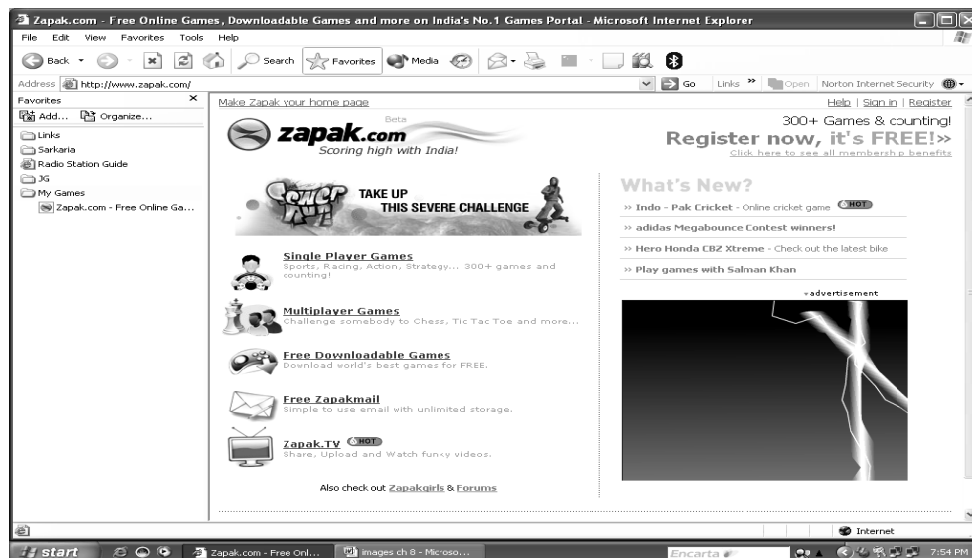 Zapak.com - Free Online Games, Downloadable Games and more on India's No.1 Games Portal - Microsoft Internet Explorer
File Edit View Favorites Tools Help
Back Search Favorites Media
Address http://www.zapak.com/ Go Links » Open Norton Internet Security
Favorites
Add... Organize...
Links
Sarkaria
Radio Station Guide
JG
My Games
Zapak.com - Free Online Ga...
Make Zapak your home page
Help | Sign in | Register
Beta
zapak.com
Scoring high with India!
300+ Games & counting!
Register now, it's FREE!»
Click here to see all membership benefits
SEWER RUN
TAKE UP
THIS SEVERE CHALLENGE
Single Player Games
Sports, Racing, Action, Strategy... 300+ games and
counting!
Multiplayer Games
Challenge somebody to Chess, Tic Tac Toe and more...
Free Downloadable Games
Download world's best games for FREE.
Free Zapakmail
Simple to use email with unlimited storage.
Zapak.TV HOT
Share, Upload and Watch funky videos.
Also check out Zapakgirls & Forums
What's New?
» Indo - Pak Cricket - Online cricket game HOT
» adidas Megabounce Contest winners!
» Hero Honda CBZ Xtreme - Check out the latest bike
» Play games with Salman Khan
advertisement
Internet
start Zapak.com - Free Onl... images ch 8 - Microso... Encarta 7:54 PM